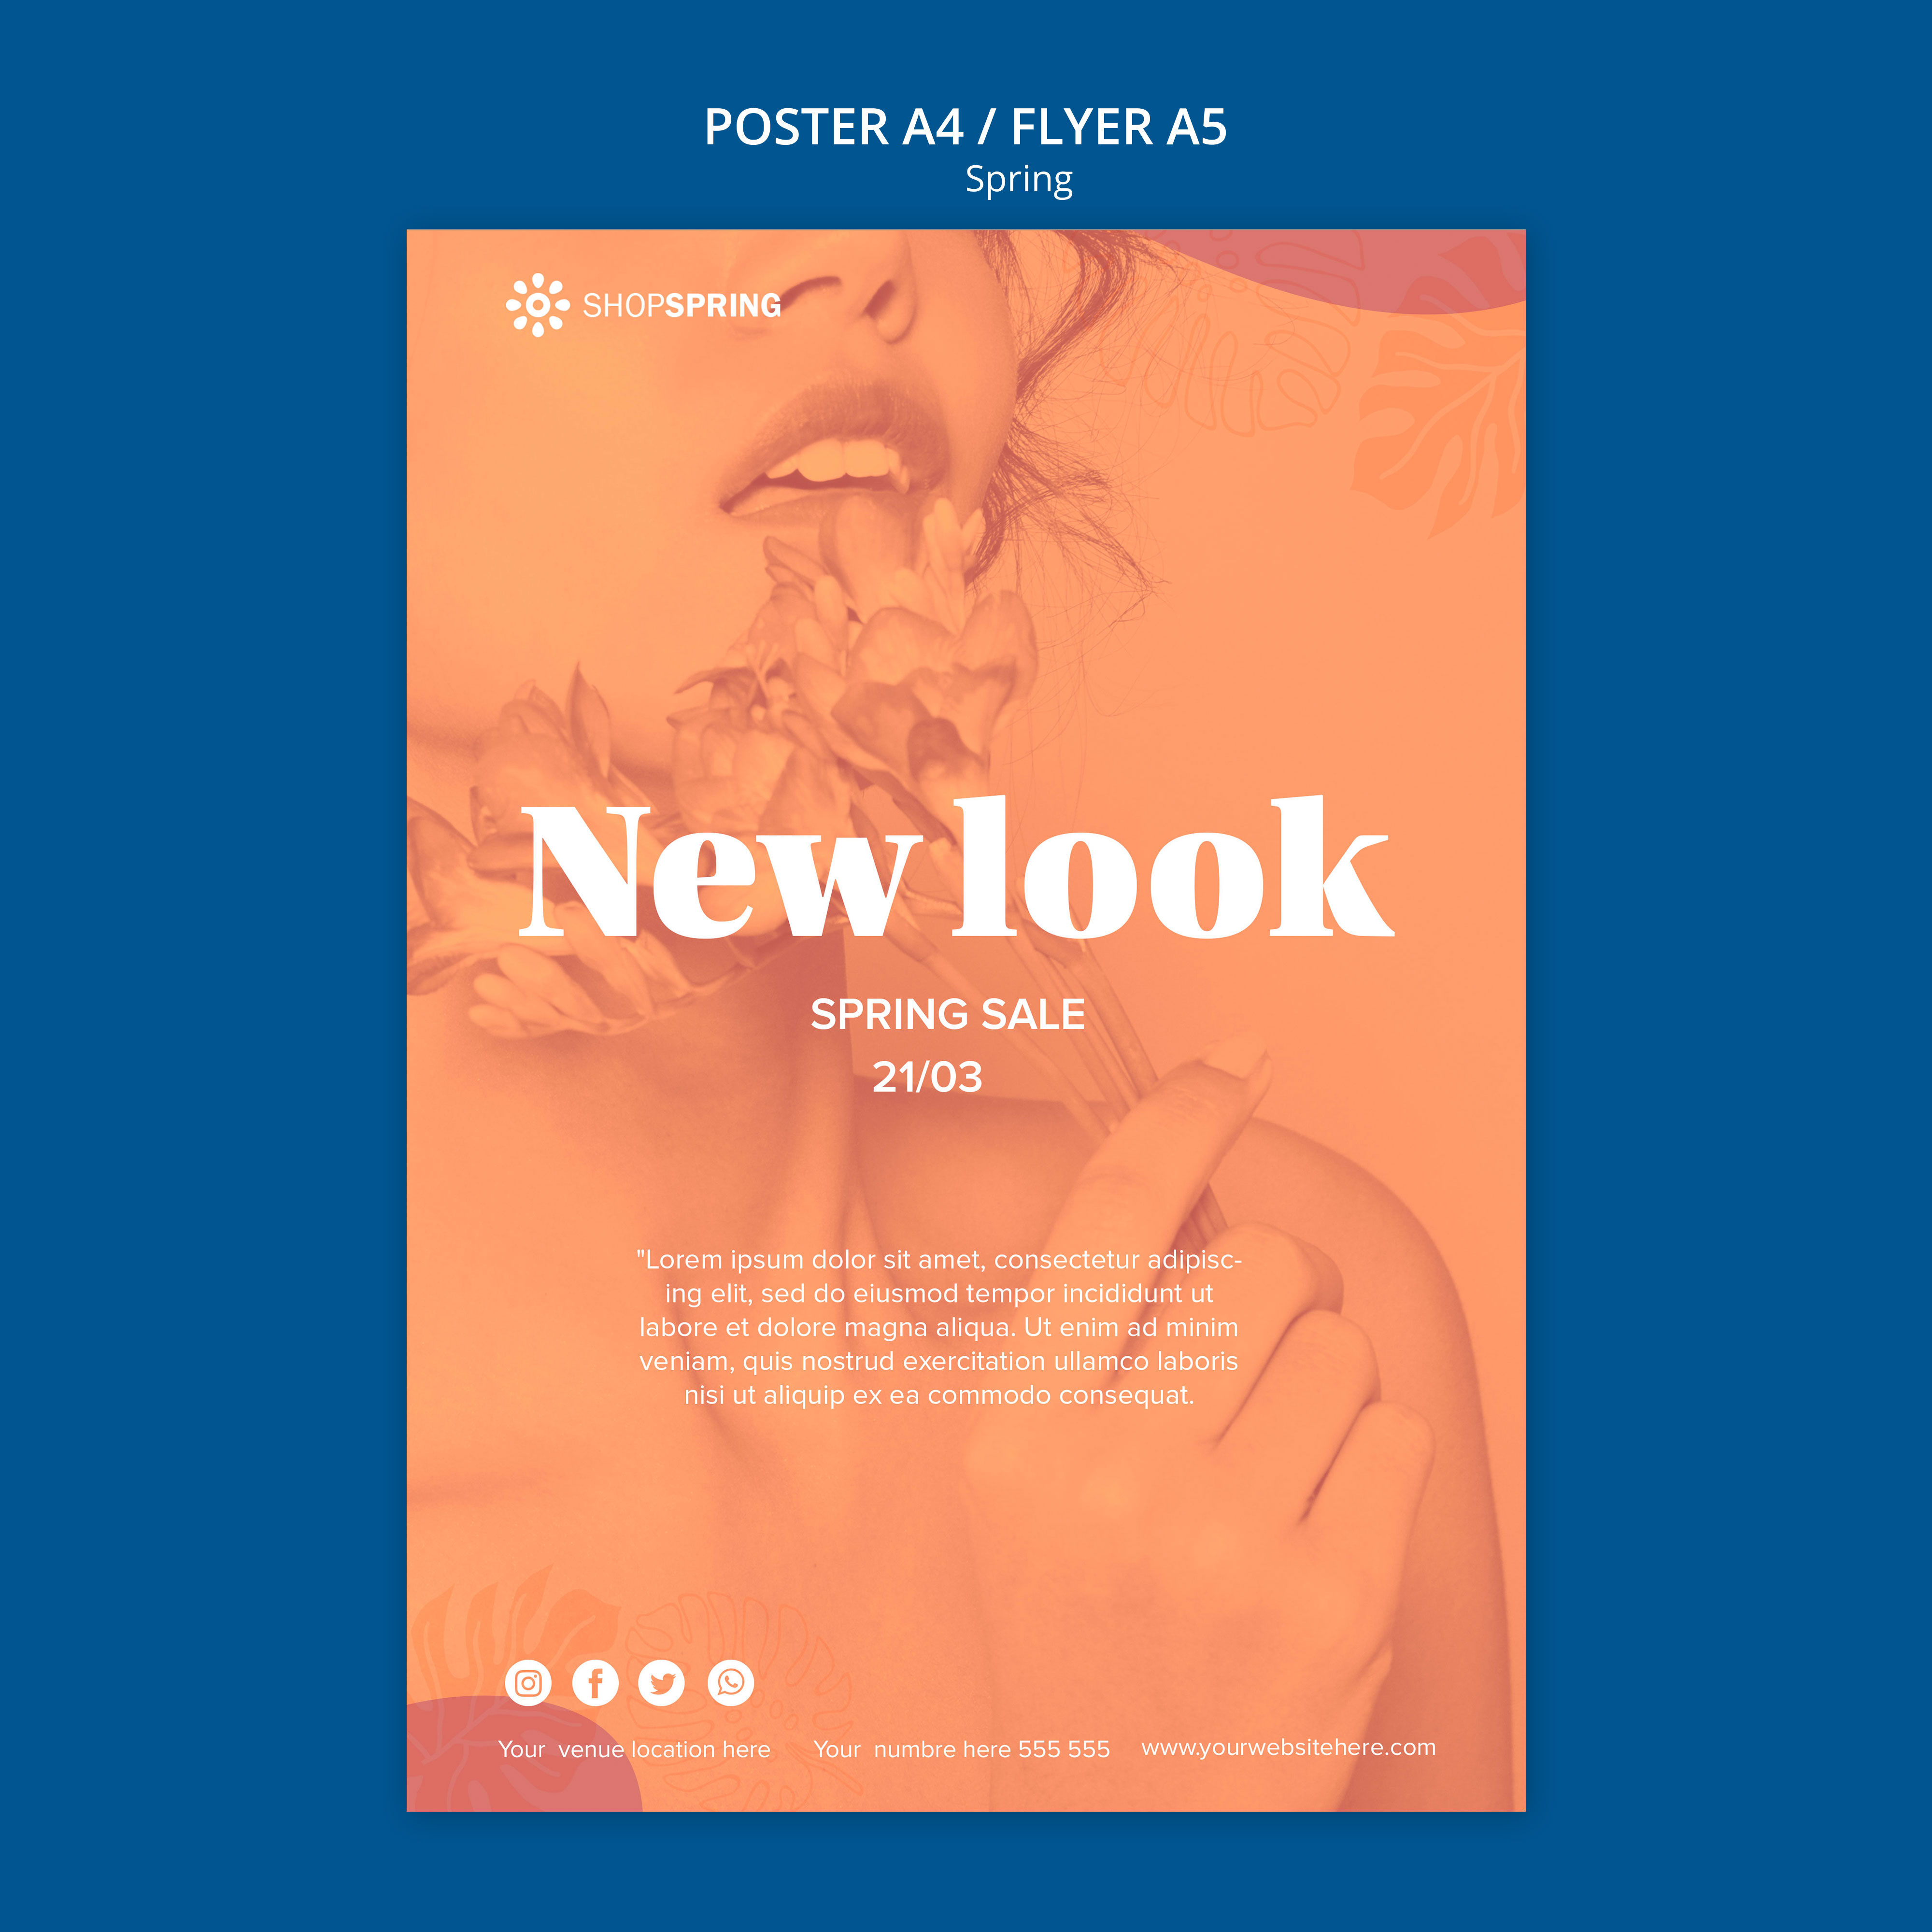 POSTER A4 / FLYER A5
Spring
SHOPSPRING
New look
SPRING SALE
21/03
"Lorem ipsum dolor sit amet, consectetur adipisc-
ing elit, sed do eiusmod tempor incididunt ut
labore et dolore magna aliqua. Ut enim ad minim
veniam, quis nostrud exercitation ullamco laboris
nisi ut aliquip ex ea commodo consequat.
Your venue location here
Your numbre here 555 555
www.yourwebsitehere.com